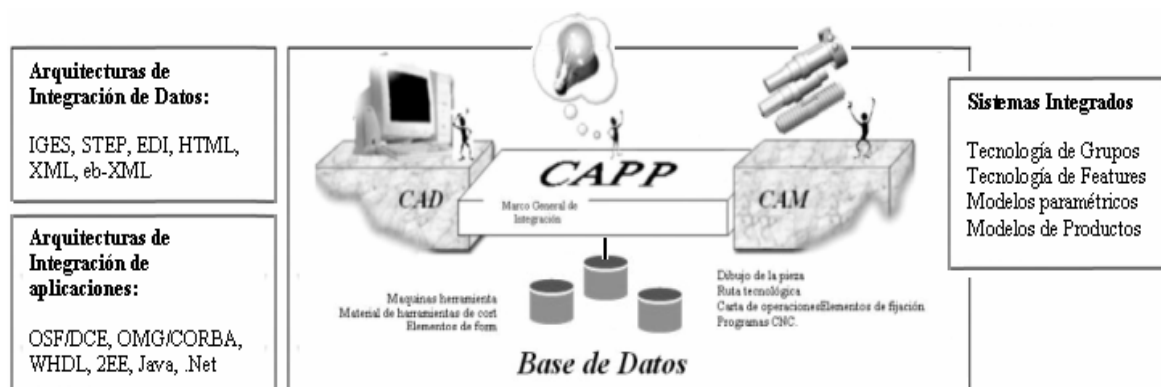 Arquitecturas de
Integración de Datos:
IGES, STEP, EDI, HTML,
XML, eb-XML
Arquitecturas de
Integración de
aplicaciones:
OSF/DCE, OMG/CORBA,
WHDL, 2EE, Java, .Net
CAD
CAPP
CAM
Marco General de
Integración
Maquinas herramienta
Material de harramientas de cort
Elementos de form
Dibujo de la pieza
Ruta tecnológica
Carta de operacionesElementos de fijación
Programas CNC.
Base de Datos
Sistemas Integrados
Tecnología de Grupos
Tecnología de Features
Modelos paramétricos
Modelos de Productos